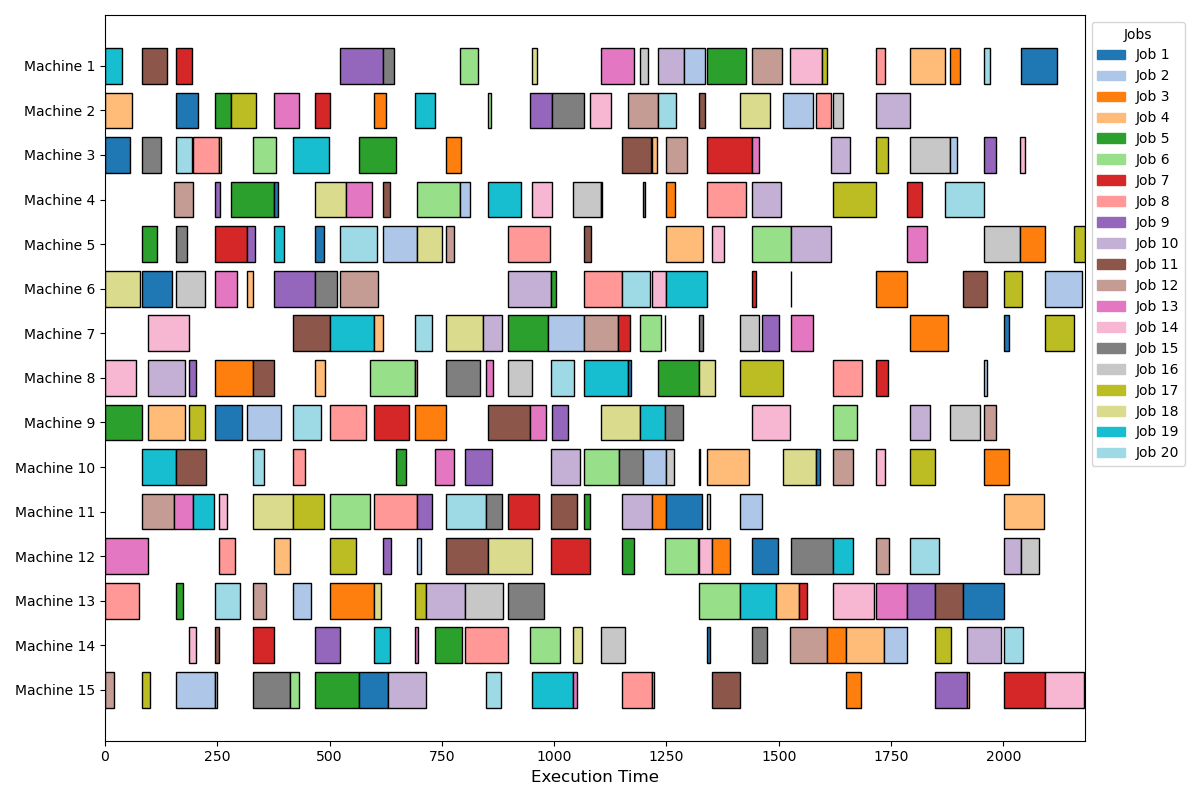 Machine 1
Machine 2
Machine 3
Machine 4
Machine 5
Machine 6
Machine 7
Machine 8
Machine 9
Machine 10
Machine 11
Machine 12
Machine 13
Machine 14
Machine 15
0 250 500 750 1000 1250 1500 1750 2000
Execution Time
Jobs
Job 1
Job 2
Job 3
Job 4
Job 5
Job 6
Job 7
Job 8
Job 9
Job 10
Job 11
Job 12
Job 13
Job 14
Job 15
Job 16
Job 17
Job 18
Job 19
Job 20